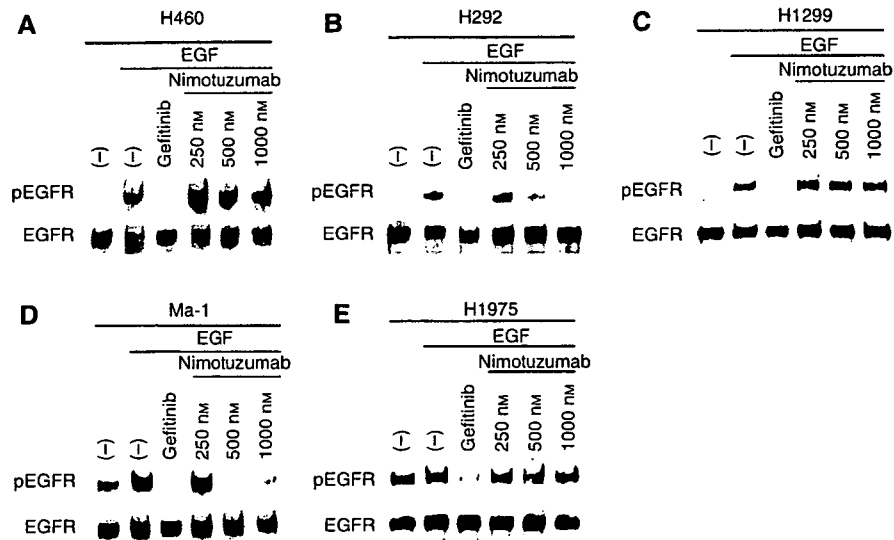 A
H460
EGF
Nimotuzumab
(–) (–) Gefitinib 250 nM 500 nM 1000 nM
pEGFR
EGFR
B
H292
EGF
Nimotuzumab
(–) (–) Gefitinib 250 nM 500 nM 1000 nM
pEGFR
EGFR
C
H1299
EGF
Nimotuzumab
(–) (–) Gefitinib 250 nM 500 nM 1000 nM
pEGFR
EGFR
D
Ma-1
EGF
Nimotuzumab
(–) (–) Gefitinib 250 nM 500 nM 1000 nM
pEGFR
EGFR
E
H1975
EGF
Nimotuzumab
(–) (–) Gefitinib 250 nM 500 nM 1000 nM
pEGFR
EGFR